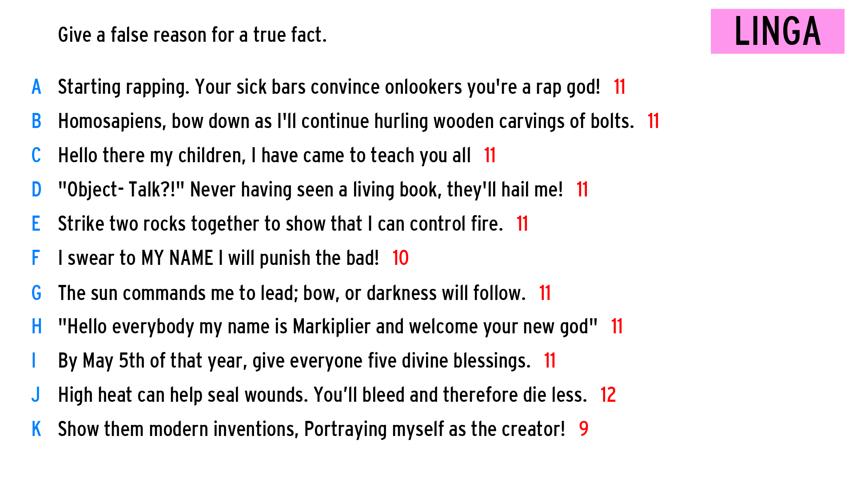 Give a false reason for a true fact.
LINGA
A Starting rapping. Your sick bars convince onlookers you're a rap god! 11
B Homosapiens, bow down as I'll continue hurling wooden carvings of bolts. 11
C Hello there my children, I have came to teach you all 11
D "Object- Talk?!" Never having seen a living book, they'll hail me! 11
E Strike two rocks together to show that I can control fire. 11
F I swear to MY NAME I will punish the bad! 10
G The sun commands me to lead; bow, or darkness will follow. 11
H "Hello everybody my name is Markiplier and welcome your new god" 11
I By May 5th of that year, give everyone five divine blessings. 11
J High heat can help seal wounds. You’ll bleed and therefore die less. 12
K Show them modern inventions, Portraying myself as the creator! 9